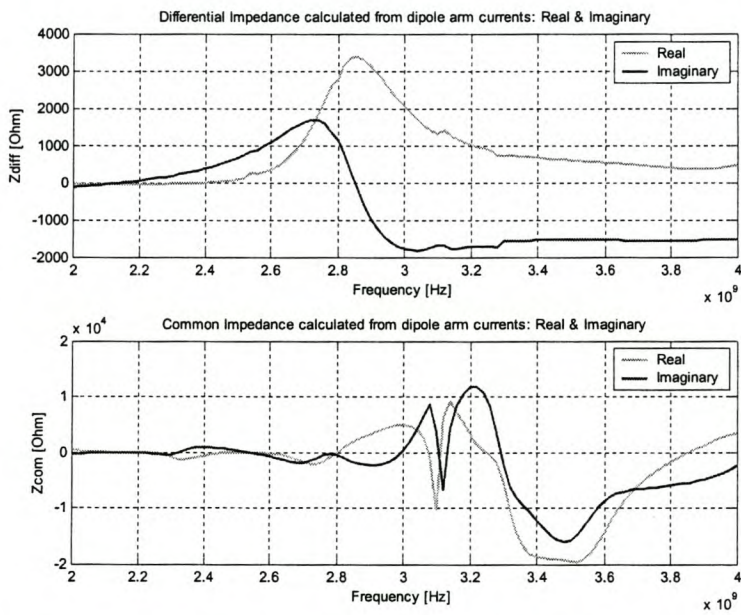 Differential Impedance calculated from dipole arm currents: Real & Imaginary
4000
3000
2000
1000
0
-1000
-2000
Zdiff [Ohm]
Real
Imaginary
2 2.2 2.4 2.6 2.8 3 3.2 3.4 3.6 3.8 4
Frequency [Hz]
x 10^9
x 10^4
Common Impedance calculated from dipole arm currents: Real & Imaginary
2
1
0
-1
-2
Zcom [Ohm]
Real
Imaginary
2 2.2 2.4 2.6 2.8 3 3.2 3.4 3.6 3.8 4
Frequency [Hz]
x 10^9